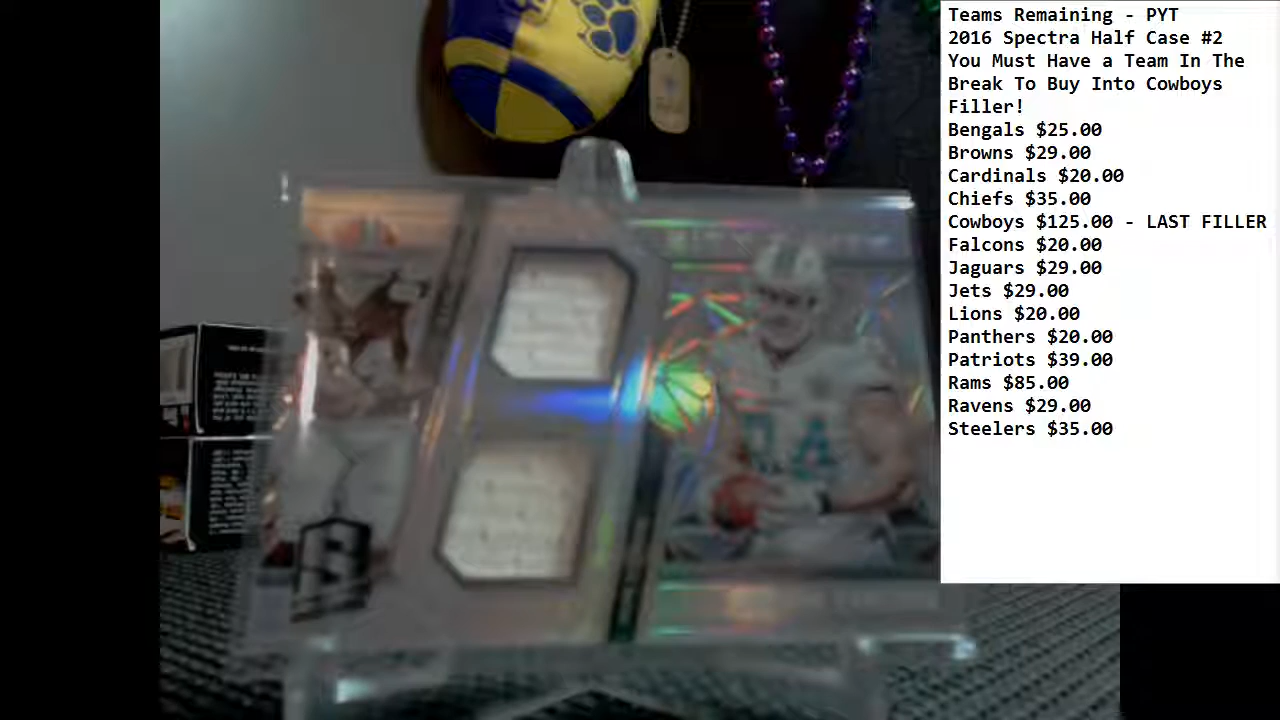 Teams Remaining - PYT
2016 Spectra Half Case #2
You Must Have a Team In The
Break To Buy Into Cowboys
Filler!
Bengals $25.00
Browns $29.00
Cardinals $20.00
Chiefs $35.00
Cowboys $125.00 - LAST FILLER
Falcons $20.00
Jaguars $29.00
Jets $29.00
Lions $20.00
Panthers $20.00
Patriots $39.00
Rams $85.00
Ravens $29.00
Steelers $35.00